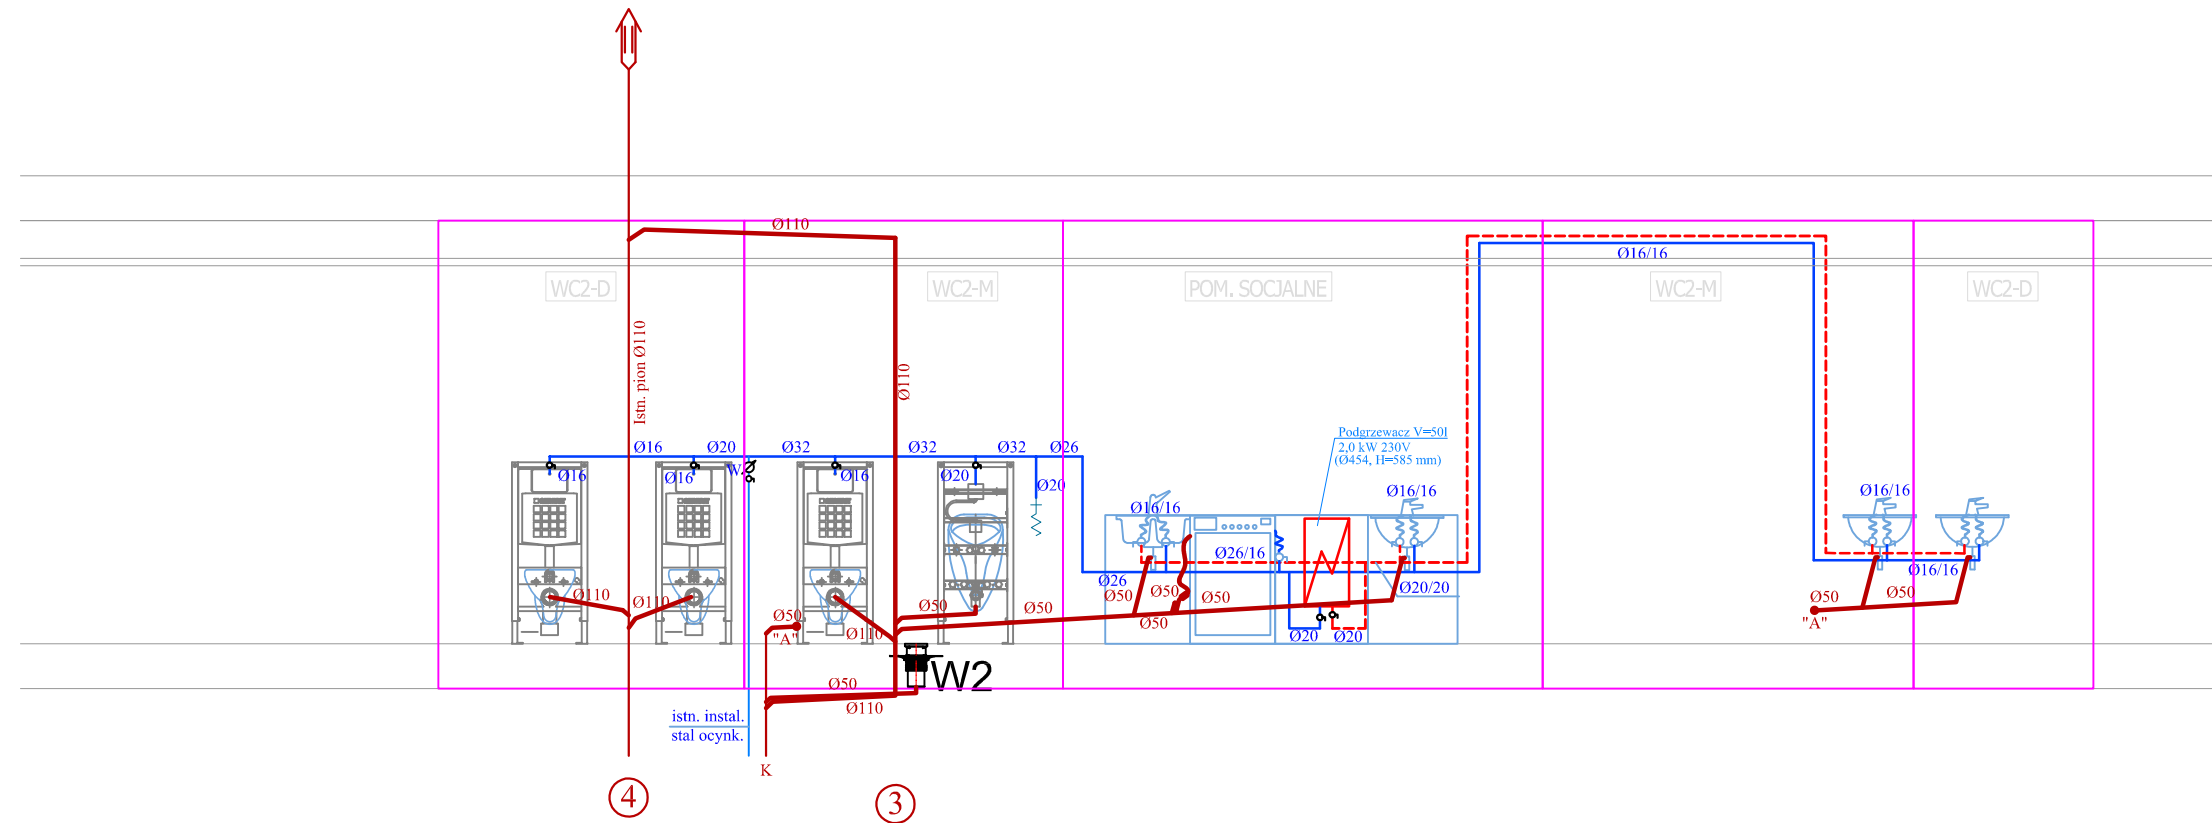 Ø110
WC2-D
WC2-M
POM. SOCJALNE
Ø16/16
WC2-M
WC2-D
Istn. pion Ø110
Ø110
Podgrzewacz V=50l
2,0 kW 230V
(Ø454, H=585 mm)
Ø16
Ø20
Ø32
Ø32
Ø32
Ø26
Ø16
Ø16
Ø16
Ø20
Ø20
Ø16/16
Ø16/16
Ø16/16
Ø26/16
Ø26
Ø20/20
Ø16/16
Ø110
Ø110
Ø50
"A"
Ø110
Ø50
Ø50
Ø50
Ø50
Ø50
Ø50
Ø20
Ø20
Ø50
"A"
Ø50
W2
Ø50
Ø110
istn. instal.
stal ocynk.
K
4
3